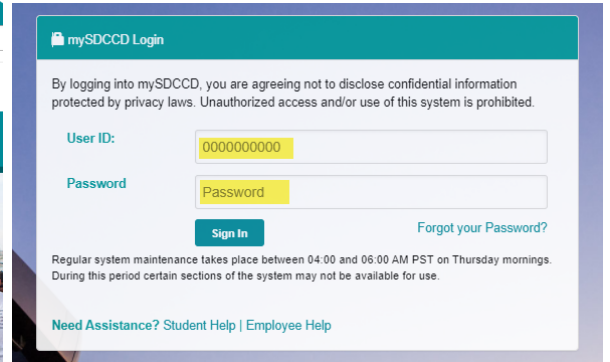 mySDCCD Login
By logging into mySDCCD, you are agreeing not to disclose confidential information
protected by privacy laws. Unauthorized access and/or use of this system is prohibited.
User ID:
0000000000
Password
Password
Sign In
Forgot your Password?
Regular system maintenance takes place between 04:00 and 06:00 AM PST on Thursday mornings.
During this period certain sections of the system may not be available for use.
Need Assistance? Student Help | Employee Help